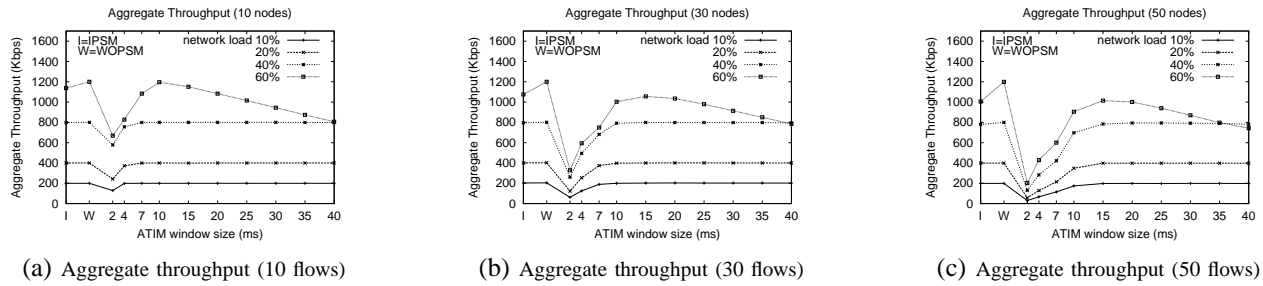 Aggregate Throughput (10 nodes)
Aggregate Throughput (Kbps)
1600
1400
1200
1000
800
600
400
200
0
I=IPSM
W=WOPSM
network load 10%
20%
40%
60%
I W 2 4 7 10 15 20 25 30 35 40
ATIM window size (ms)
(a) Aggregate throughput (10 flows)
Aggregate Throughput (30 nodes)
Aggregate Throughput (Kbps)
1600
1400
1200
1000
800
600
400
200
0
I=IPSM
W=WOPSM
network load 10%
20%
40%
60%
I W 2 4 7 10 15 20 25 30 35 40
ATIM window size (ms)
(b) Aggregate throughput (30 flows)
Aggregate Throughput (50 nodes)
Aggregate Throughput (Kbps)
1600
1400
1200
1000
800
600
400
200
0
I=IPSM
W=WOPSM
network load 10%
20%
40%
60%
I W 2 4 7 10 15 20 25 30 35 40
ATIM window size (ms)
(c) Aggregate throughput (50 flows)